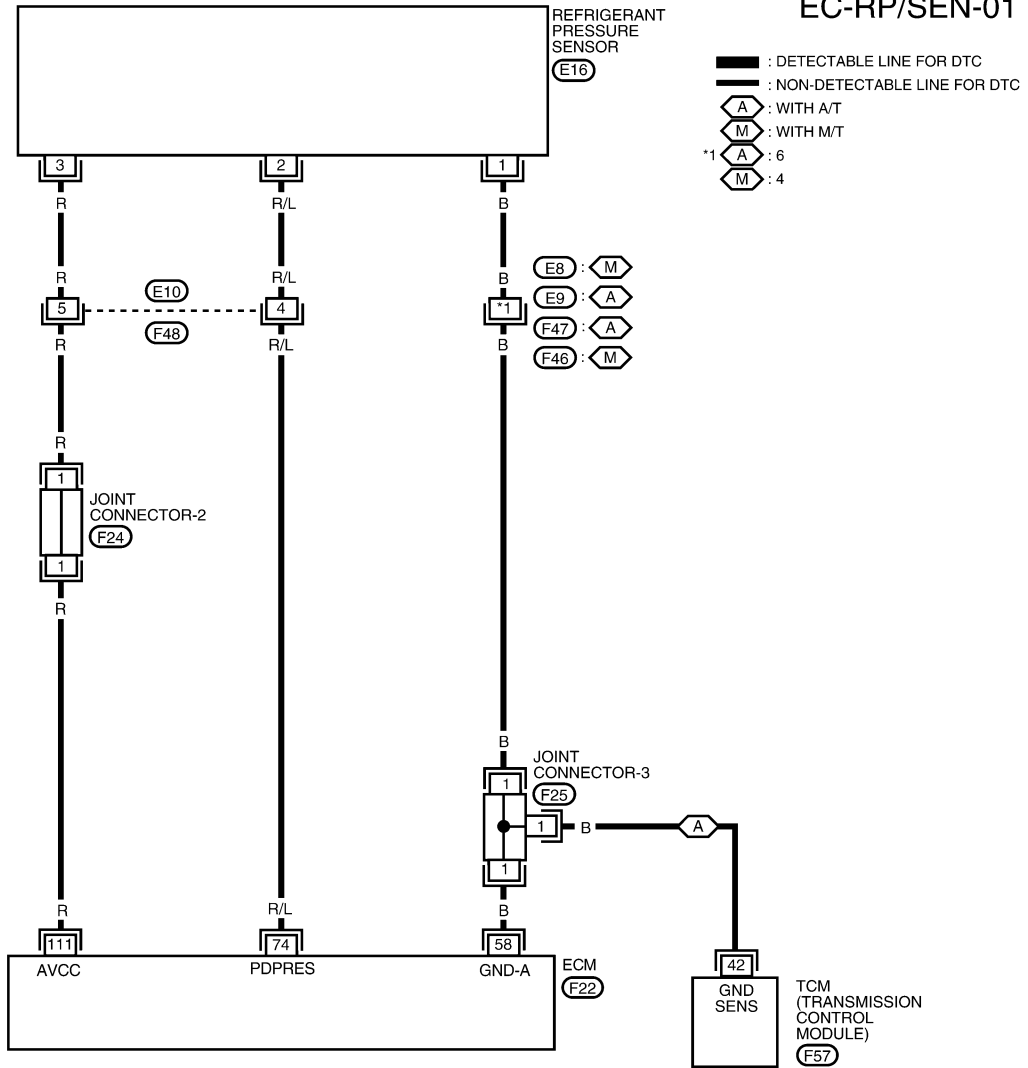 EC-RP/SEN-01
REFRIGERANT
PRESSURE
SENSOR
E16
: DETECTABLE LINE FOR DTC
: NON-DETECTABLE LINE FOR DTC
A : WITH A/T
M : WITH M/T
*1 A : 6
M : 4
3 2 1
R R/L B
R R/L B
E8 : M
E9 : A
F47 : A
F46 : M
E10
5 4 *1
F48
R R/L B
R
1
JOINT
CONNECTOR-2
F24
1
R
B
JOINT
CONNECTOR-3
F25
1
1 B A
1
R R/L B
111 74 58
AVCC PDPRES GND-A
ECM
F22
42
GND
SENS
TCM
(TRANSMISSION
CONTROL
MODULE)
F57